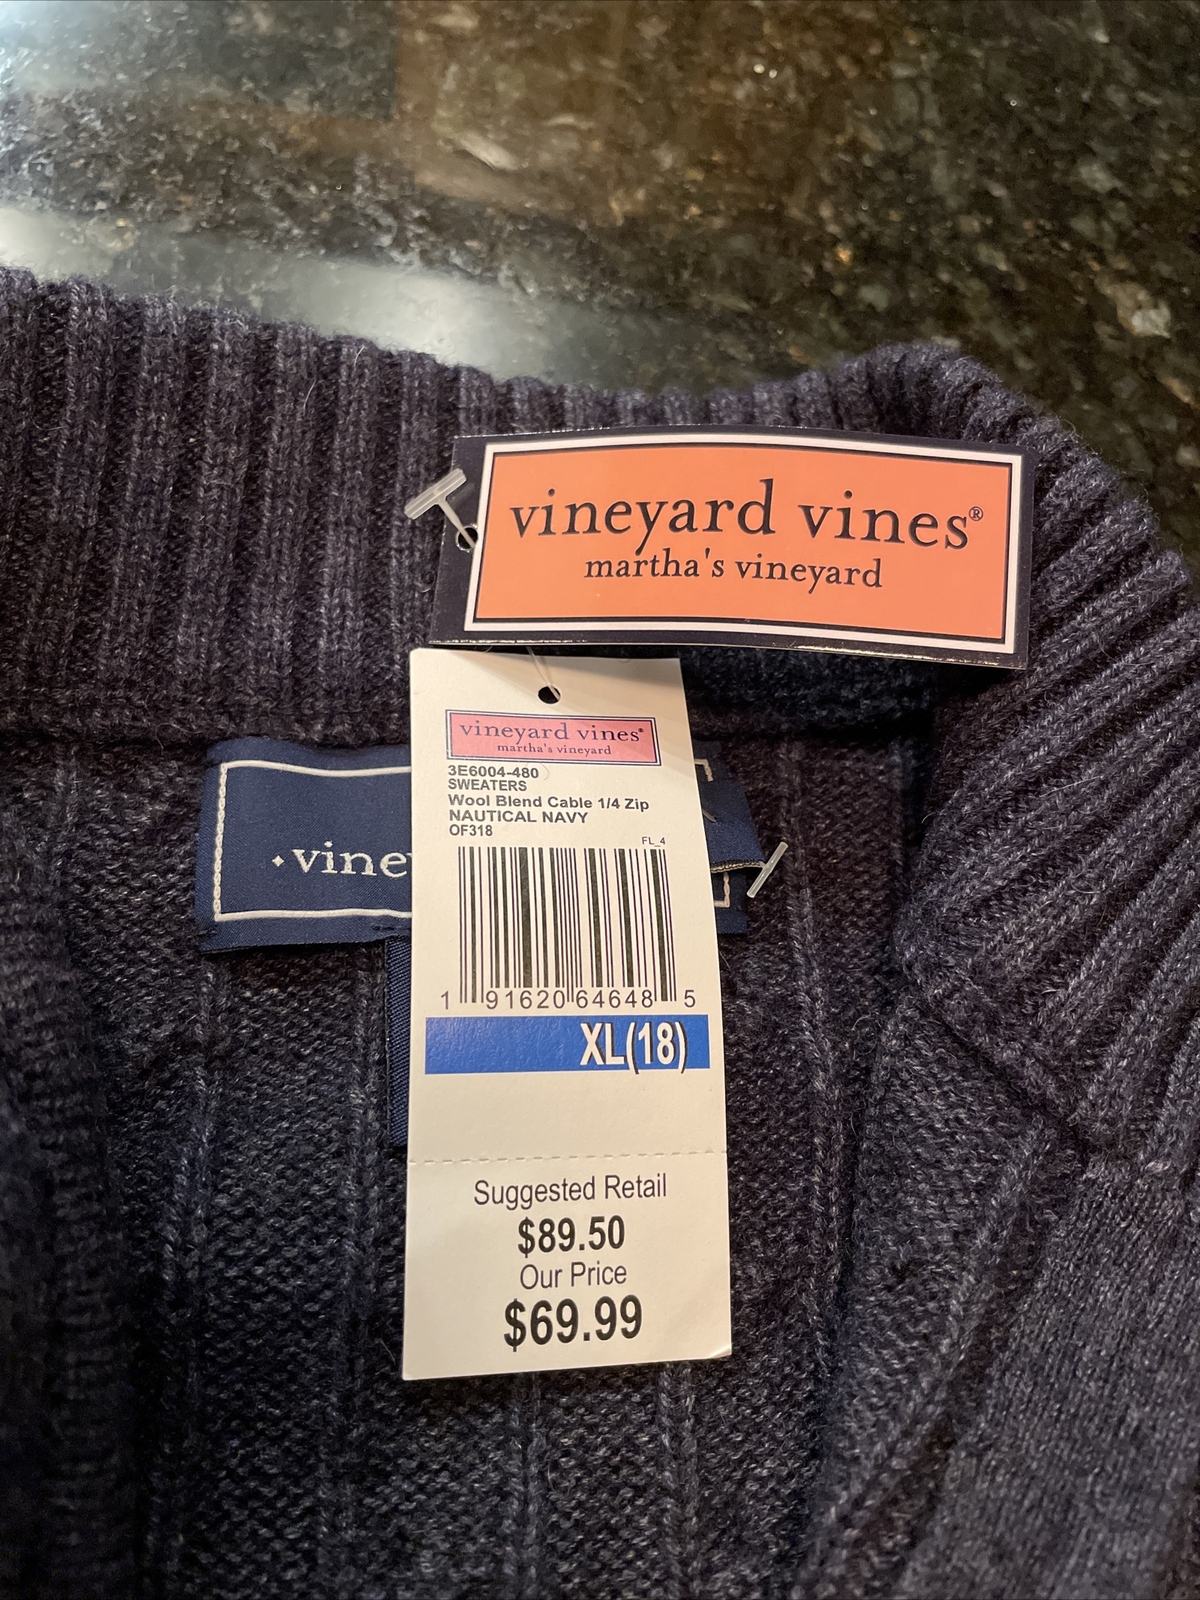 vineyard vines®
martha's vineyard
vineyard vines®
martha's vineyard
3E6004-480
SWEATERS
Wool Blend Cable 1/4 Zip
NAUTICAL NAVY
OF318
FL_4
1 91620 64648 5
XL(18)
Suggested Retail
$89.50
Our Price
$69.99
vine